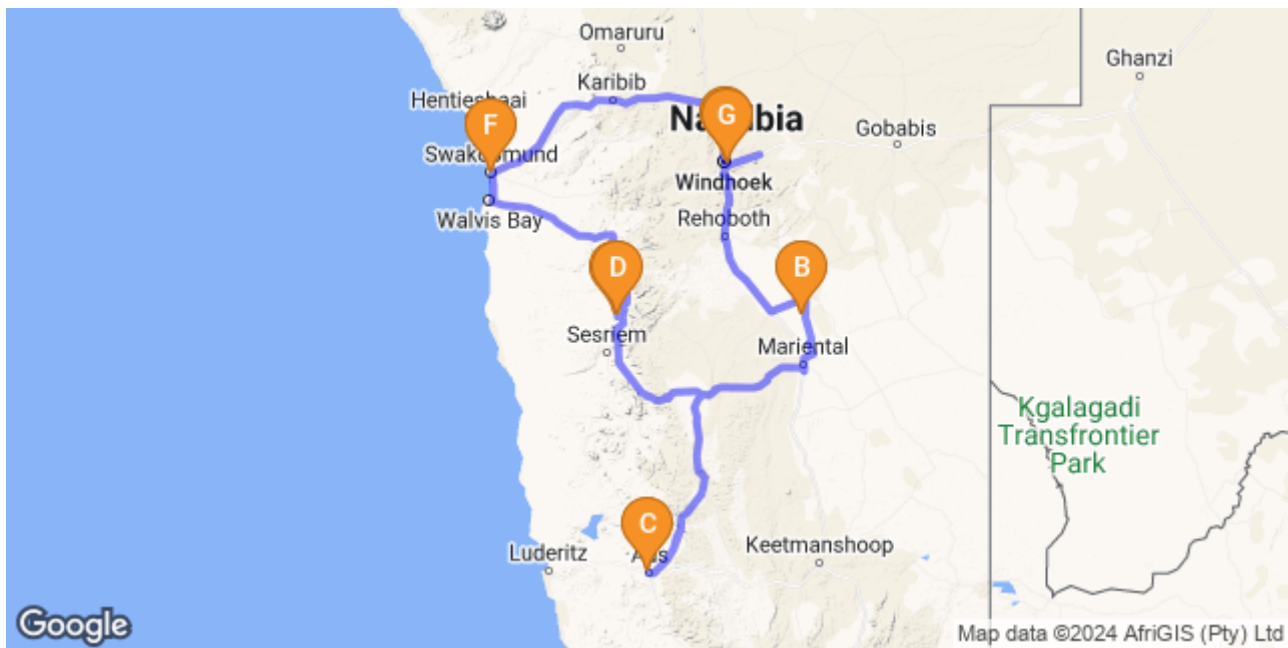 Omaruru
Ghanzi
Karibib
Hentiesbaai
G
Namibia
F
Gobabis
Swakopmund
Windhoek
Walvis Bay
Rehoboth
D
B
Sesriem
Mariental
Kgalagadi
Transfrontier
Park
C
Luderitz
Aus
Keetmanshoop
Google
Map data ©2024 AfriGIS (Pty) Ltd